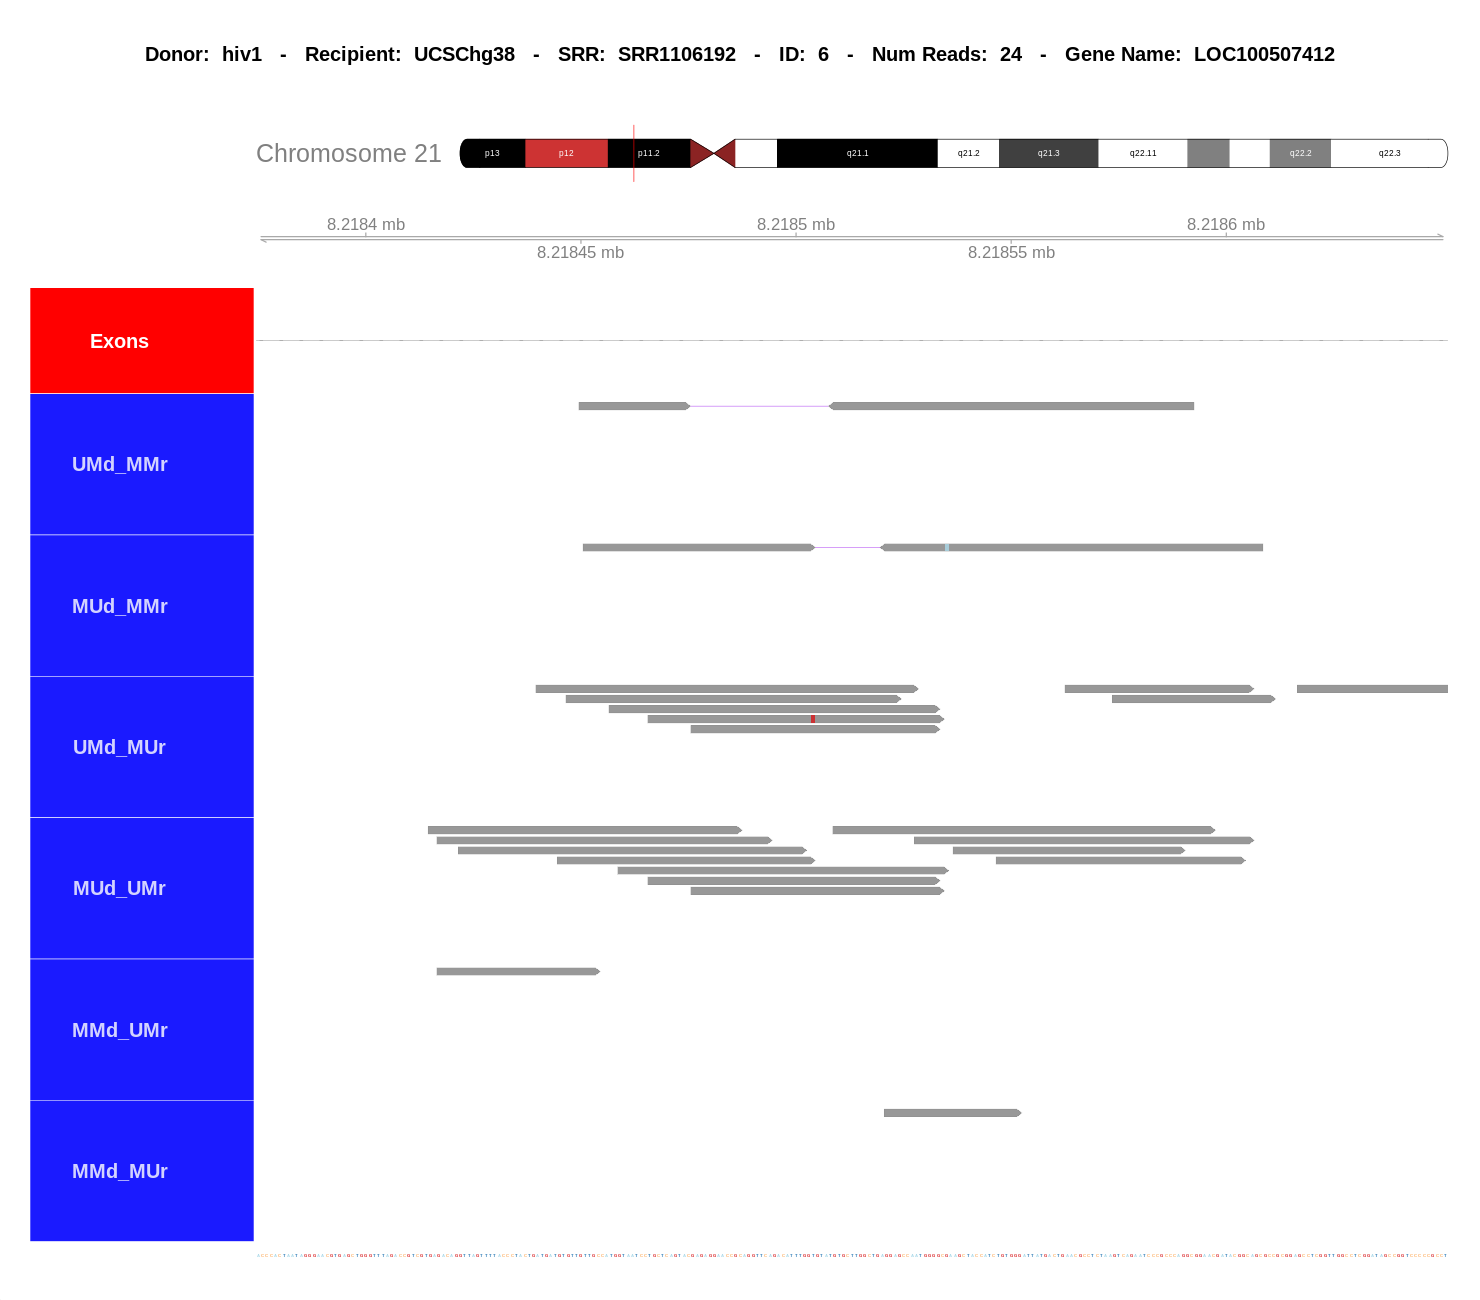 Donor: hiv1 - Recipient: UCSChg38 - SRR: SRR1106192 - ID: 6 - Num Reads: 24 - Gene Name: LOC100507412
Chromosome 21 p13 p12 p11.2 q21.1 q21.2 q21.3 q22.11 q22.2 q22.3
8.2184 mb 8.2185 mb 8.2186 mb
8.21845 mb 8.21855 mb
Exons
UMd_MMr
MUd_MMr
UMd_MUr
MUd_UMr
MMd_UMr
MMd_MUr